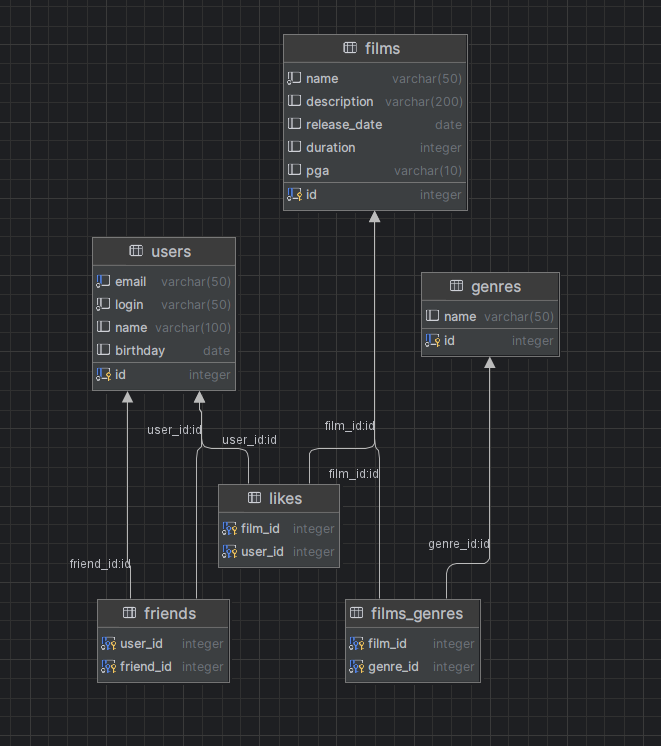 films
name varchar(50)
description varchar(200)
release_date date
duration integer
pga varchar(10)
id integer
users
email varchar(50)
login varchar(50)
name varchar(100)
birthday date
id integer
genres
name varchar(50)
id integer
user_id:id
user_id:id
film_id:id
film_id:id
likes
film_id integer
user_id integer
genre_id:id
friend_id:id
friends
user_id integer
friend_id integer
films_genres
film_id integer
genre_id integer